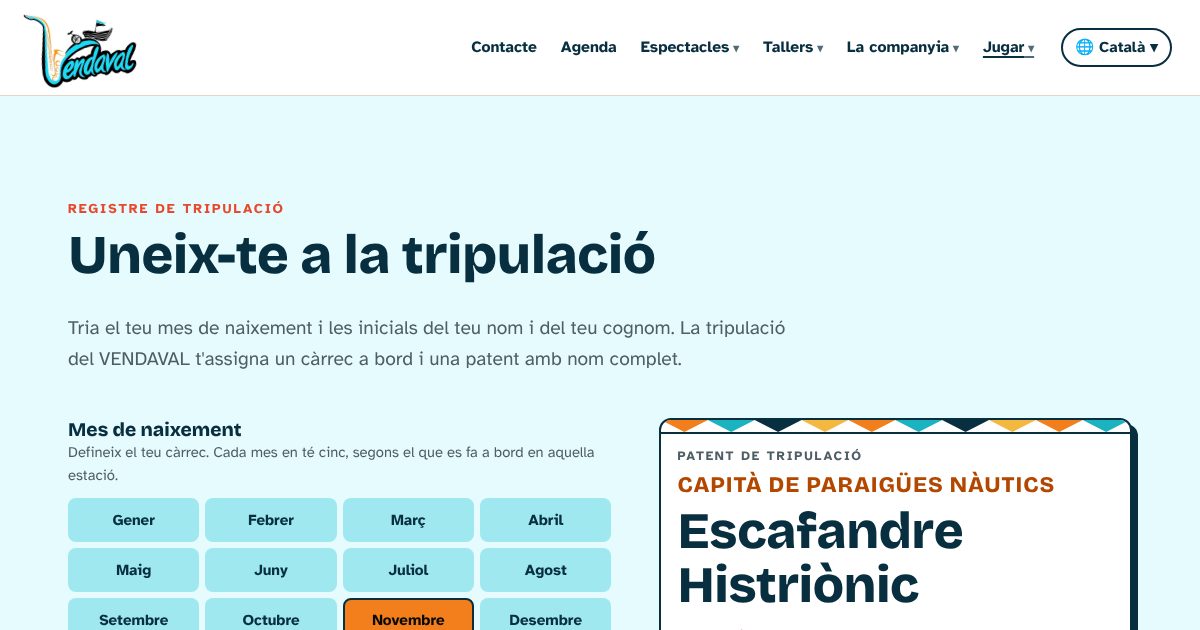 Vendaval
Contacte
Agenda
Espectacles ▾
Tallers ▾
La companyia ▾
Jugar ▾
Català ▾
REGISTRE DE TRIPULACIÓ
Uneix-te a la tripulació
Tria el teu mes de naixement i les inicials del teu nom i del teu cognom. La tripulació
del VENDAVAL t'assigna un càrrec a bord i una patent amb nom complet.
Mes de naixement
Defineix el teu càrrec. Cada mes en té cinc, segons el que es fa a bord en aquella
estació.
Gener
Febrer
Març
Abril
Maig
Juny
Juliol
Agost
Setembre
Octubre
Novembre
Desembre
PATENT DE TRIPULACIÓ
CAPITÀ DE PARAIGÜES NÀUTICS
Escafandre
Histriònic